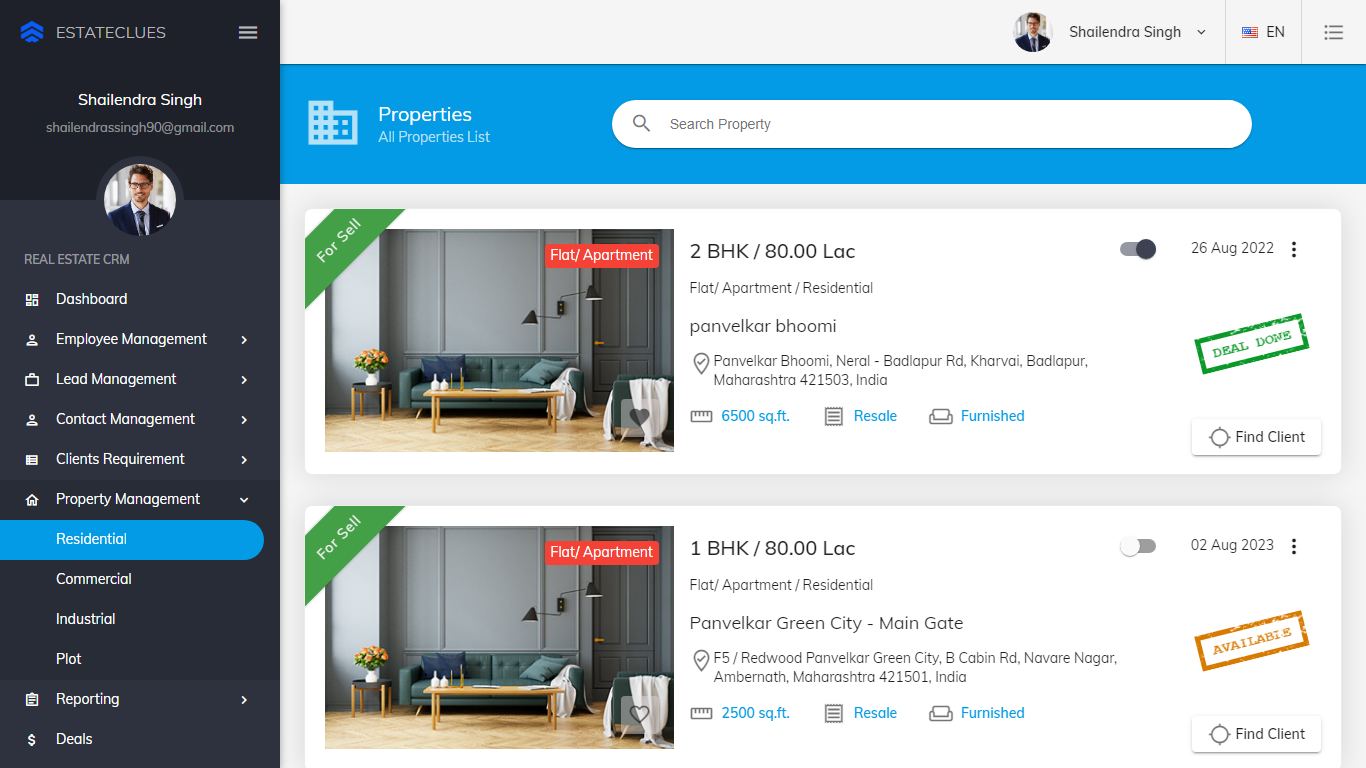 ESTATECLUES
Shailendra Singh
EN
Shailendra Singh
shailendrassingh90@gmail.com
REAL ESTATE CRM
Dashboard
Employee Management
Lead Management
Contact Management
Clients Requirement
Property Management
Residential
Commercial
Industrial
Plot
Reporting
Deals
Properties
All Properties List
Search Property
For Sell
Flat/ Apartment
2 BHK / 80.00 Lac
26 Aug 2022
Flat/ Apartment / Residential
panvelkar bhoomi
DEAL DONE
Panvelkar Bhoomi, Neral - Badlapur Rd, Kharvai, Badlapur,
Maharashtra 421503, India
6500 sq.ft.
Resale
Furnished
Find Client
For Sell
Flat/ Apartment
1 BHK / 80.00 Lac
02 Aug 2023
Flat/ Apartment / Residential
Panvelkar Green City - Main Gate
AVAILABLE
F5 / Redwood Panvelkar Green City, B Cabin Rd, Navare Nagar,
Ambernath, Maharashtra 421501, India
2500 sq.ft.
Resale
Furnished
Find Client